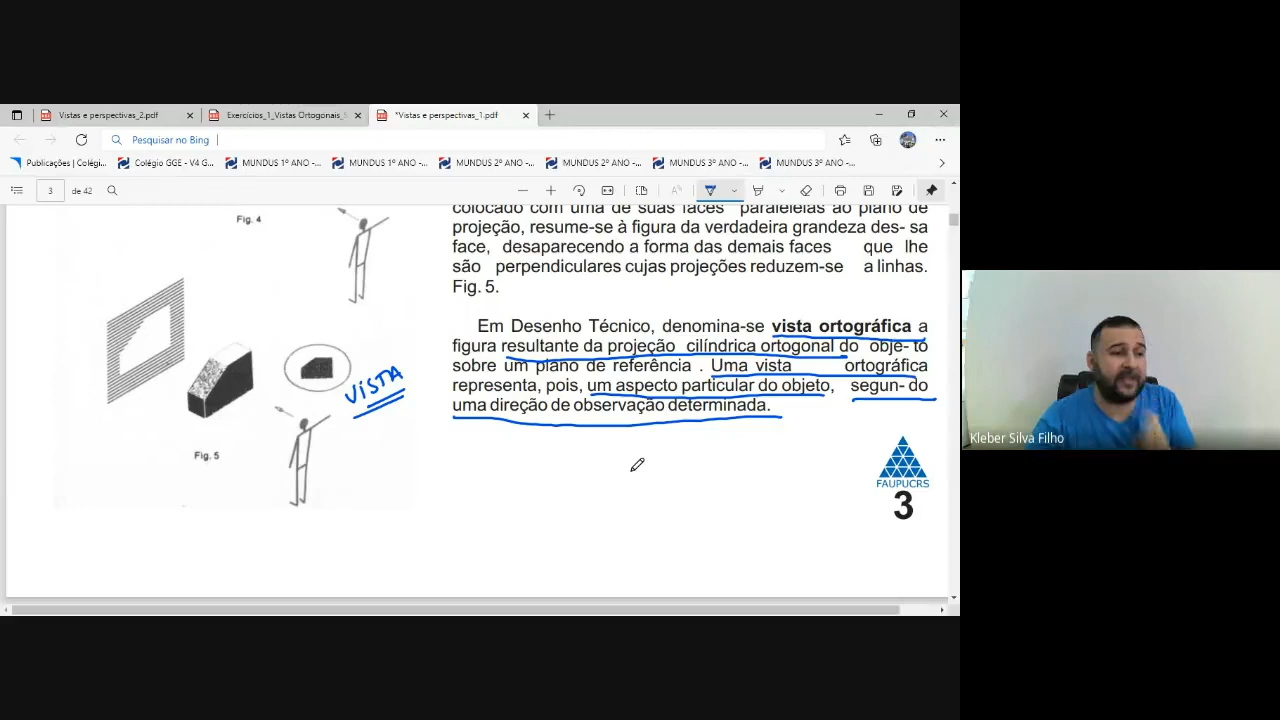 Vistas e perspectivas_2.pdf
Exercícios_1_Vistas Ortogonais_
*Vistas e perspectivas_1.pdf
Pesquisar no Bing
Publicações | Colégi...
Colégio GGE - V4 G...
MUNDUS 1º ANO -...
MUNDUS 1º ANO -...
MUNDUS 2º ANO -...
MUNDUS 2º ANO -...
MUNDUS 3º ANO -...
MUNDUS 3º ANO -...
3 de 42
Fig. 4
colocado com uma de suas faces paralelas ao plano de
projeção, resume-se à figura da verdadeira grandeza des- sa
face, desaparecendo a forma das demais faces que lhe
são perpendiculares cujas projeções reduzem-se a linhas.
Fig. 5.
Em Desenho Técnico, denomina-se vista ortográfica a
figura resultante da projeção cilíndrica ortogonal do obje- to
sobre um plano de referência . Uma vista ortográfica
representa, pois, um aspecto particular do objeto, segun- do
uma direção de observação determinada.
VISTA
Fig. 5
FAUPUCRS
3
Kleber Silva Filho